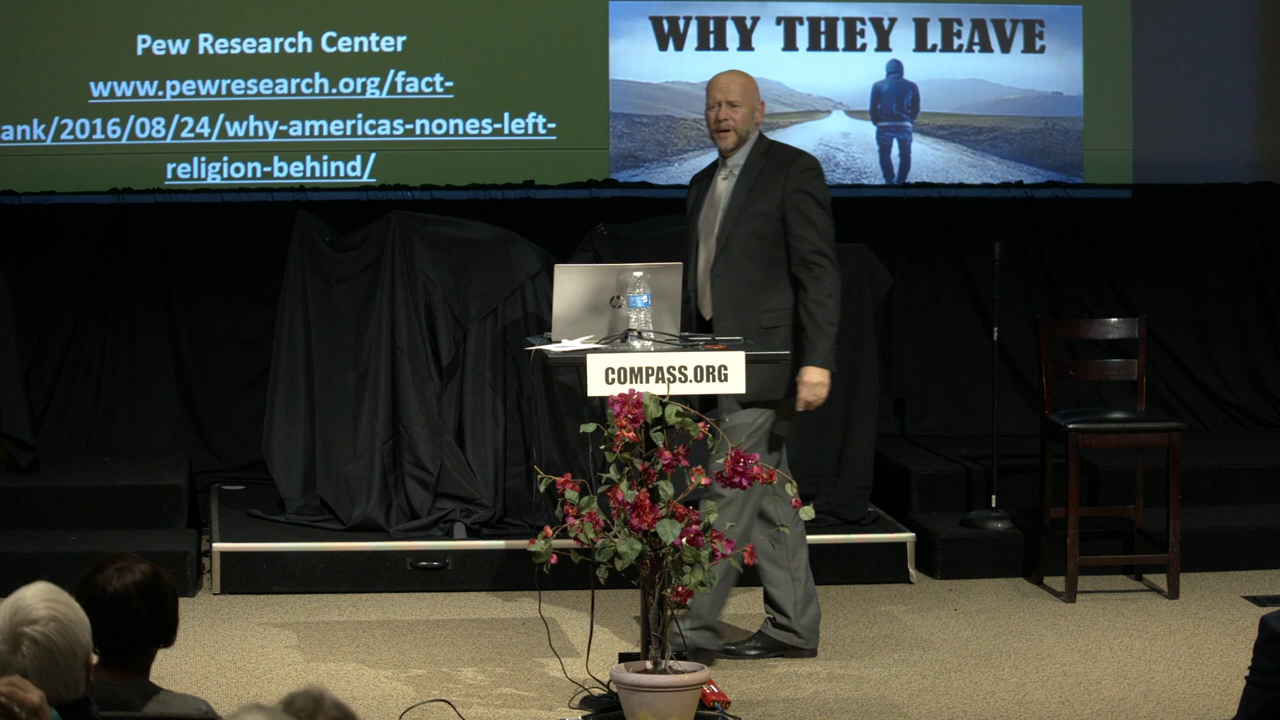 Pew Research Center
www.pewresearch.org/fact-
ank/2016/08/24/why-americas-nones-left-
religion-behind/
WHY THEY LEAVE
hp
COMPASS.ORG